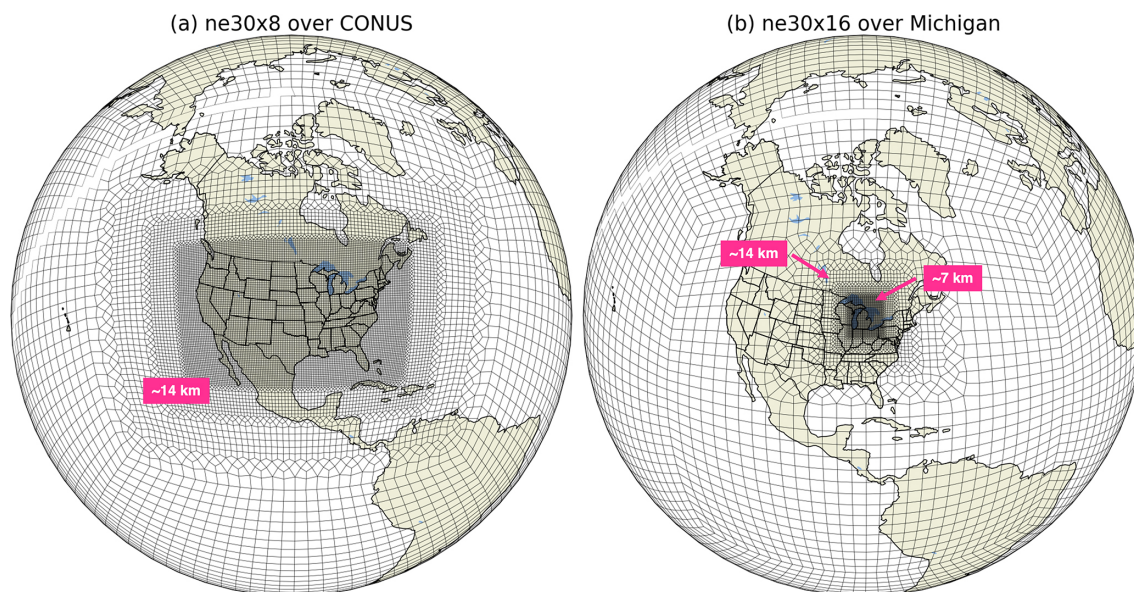 (a) ne30x8 over CONUS
(b) ne30x16 over Michigan
~14 km
~7 km
~14 km